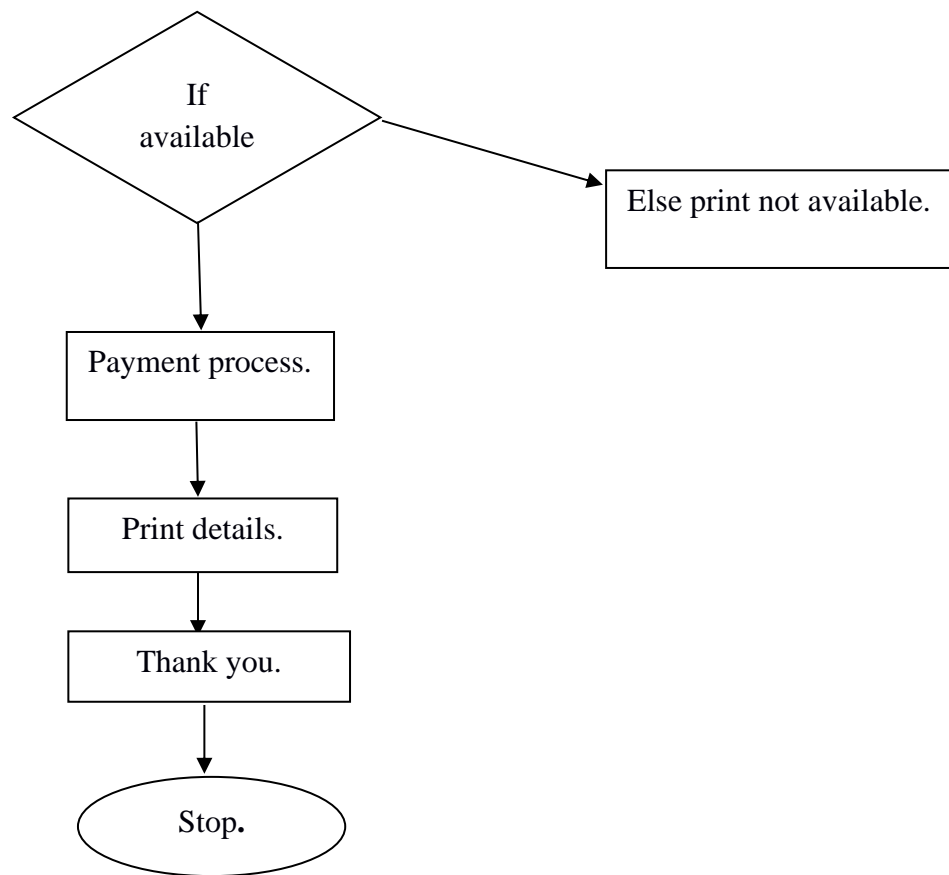 If
available
Else print not available.
Payment process.
Print details.
Thank you.
Stop.